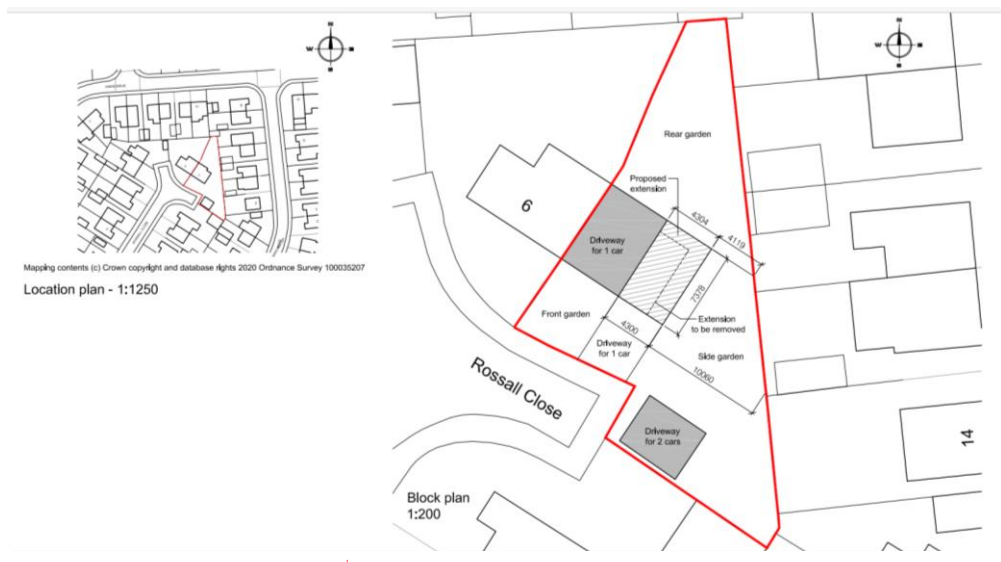 N
W
S
Mapping contents (c) Crown copyright and database rights 2020 Ordnance Survey 100035207
Location plan - 1:1250
N
W
S
Rear garden
Proposed
extension
4304
4119
6
Driveway
for 1 car
7378
Front garden
4300
Extension
to be removed
Driveway
for 1 car
Side garden
10060
Rossall Close
Driveway
for 2 cars
14
Block plan
1:200